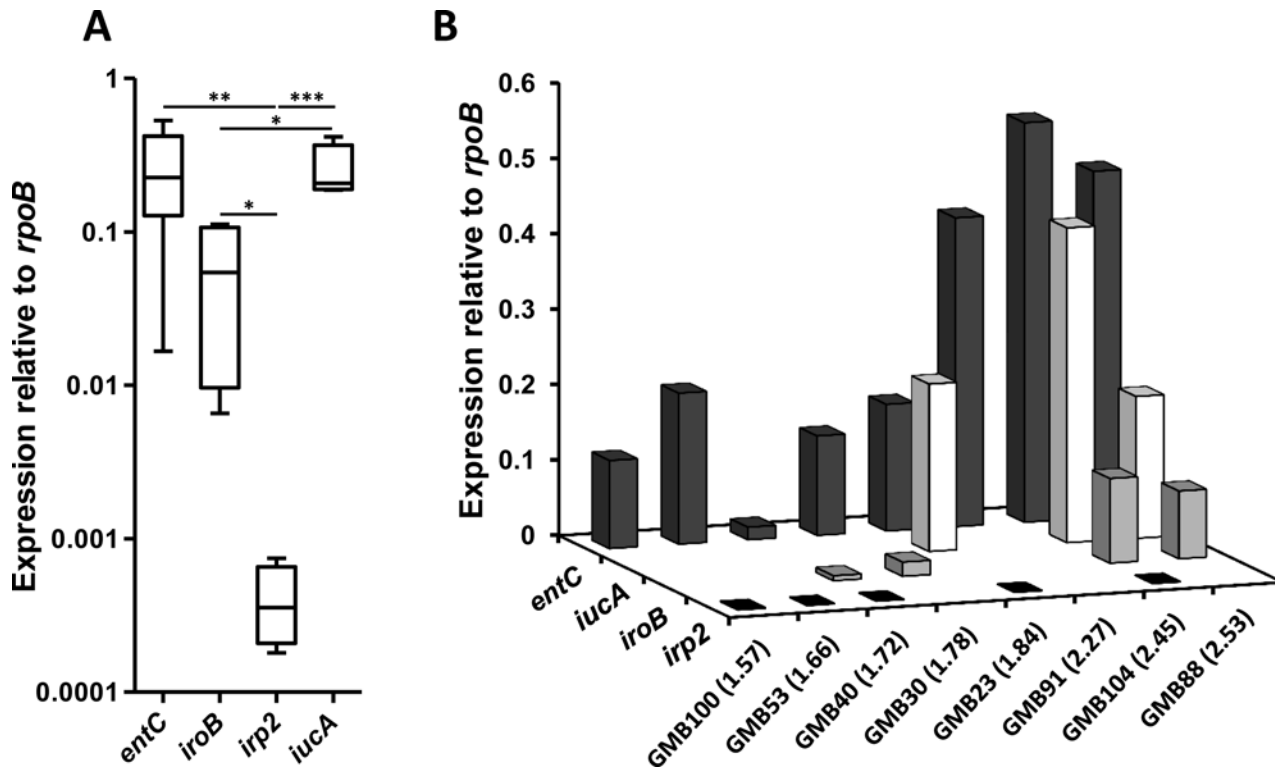 A
Expression relative to rpoB
1
0.1
0.01
0.001
0.0001
**
***
*
*
entC
iroB
irp2
iucA
B
Expression relative to rpoB
0.6
0.5
0.4
0.3
0.2
0.1
0
entC
iucA
iroB
irp2
GMB100 (1.57)
GMB53 (1.66)
GMB40 (1.72)
GMB30 (1.78)
GMB23 (1.84)
GMB91 (2.27)
GMB104 (2.45)
GMB88 (2.53)